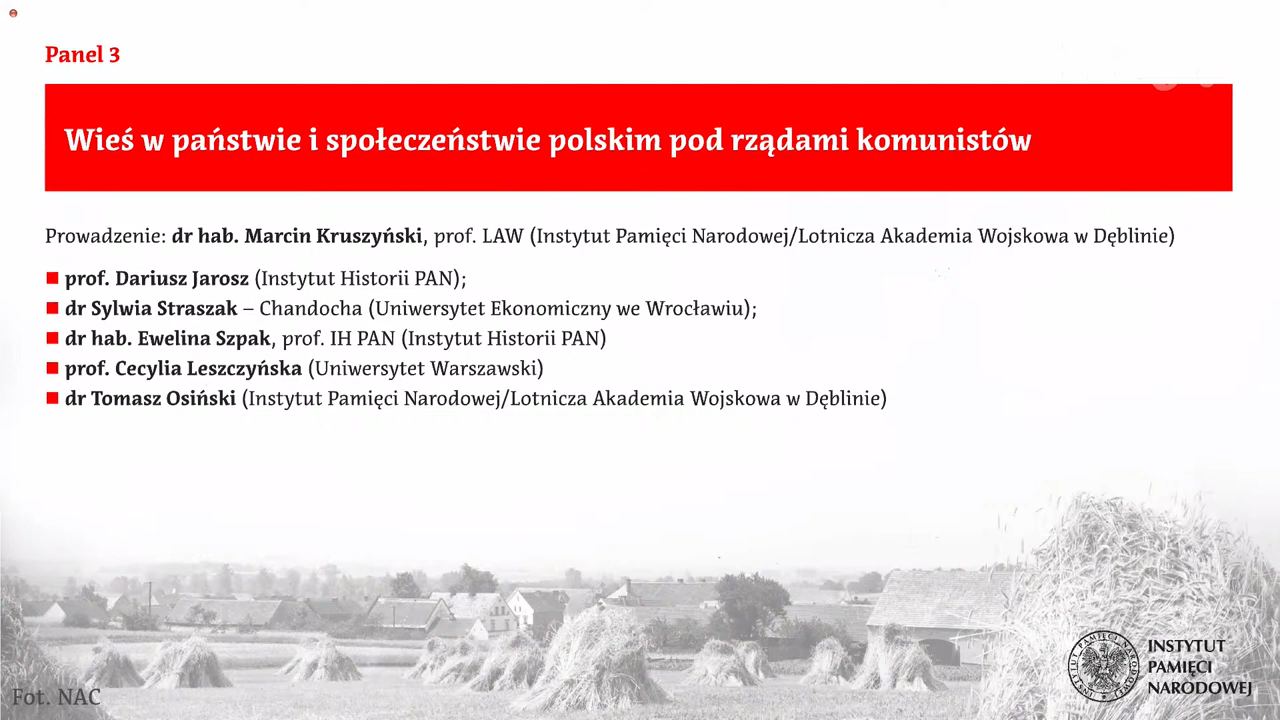 Panel 3
Wieś w państwie i społeczeństwie polskim pod rządami komunistów
Prowadzenie: dr hab. Marcin Kruszyński, prof. LAW (Instytut Pamięci Narodowej/Lotnicza Akademia Wojskowa w Dęblinie)
prof. Dariusz Jarosz (Instytut Historii PAN);
dr Sylwia Straszak – Chandocha (Uniwersytet Ekonomiczny we Wrocławiu);
dr hab. Ewelina Szpak, prof. IH PAN (Instytut Historii PAN)
prof. Cecylia Leszczyńska (Uniwersytet Warszawski)
dr Tomasz Osiński (Instytut Pamięci Narodowej/Lotnicza Akademia Wojskowa w Dęblinie)
Fot. NAC
INSTYTUT PAMIĘCI NARODOWEJ
INSTYTUT
PAMIĘCI
NARODOWEJ